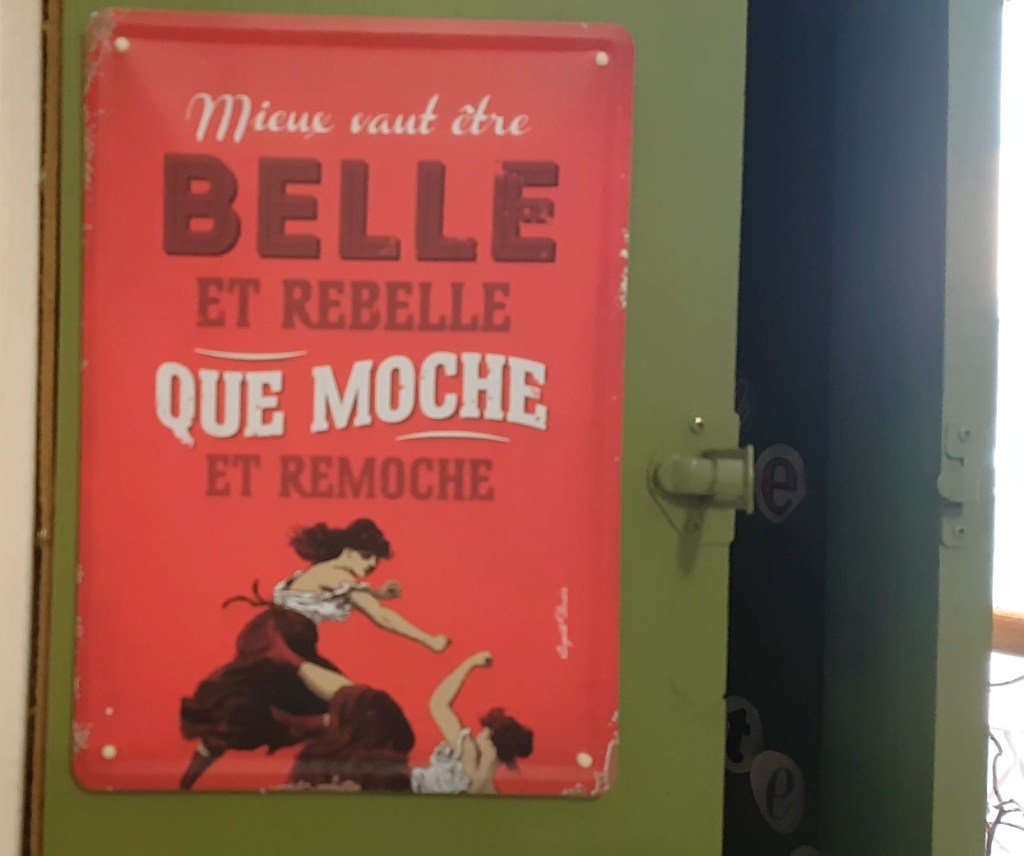 Mieux vaut être
BELLE
ET REBELLE
QUE MOCHE
ET REMOCHE
e
t
e